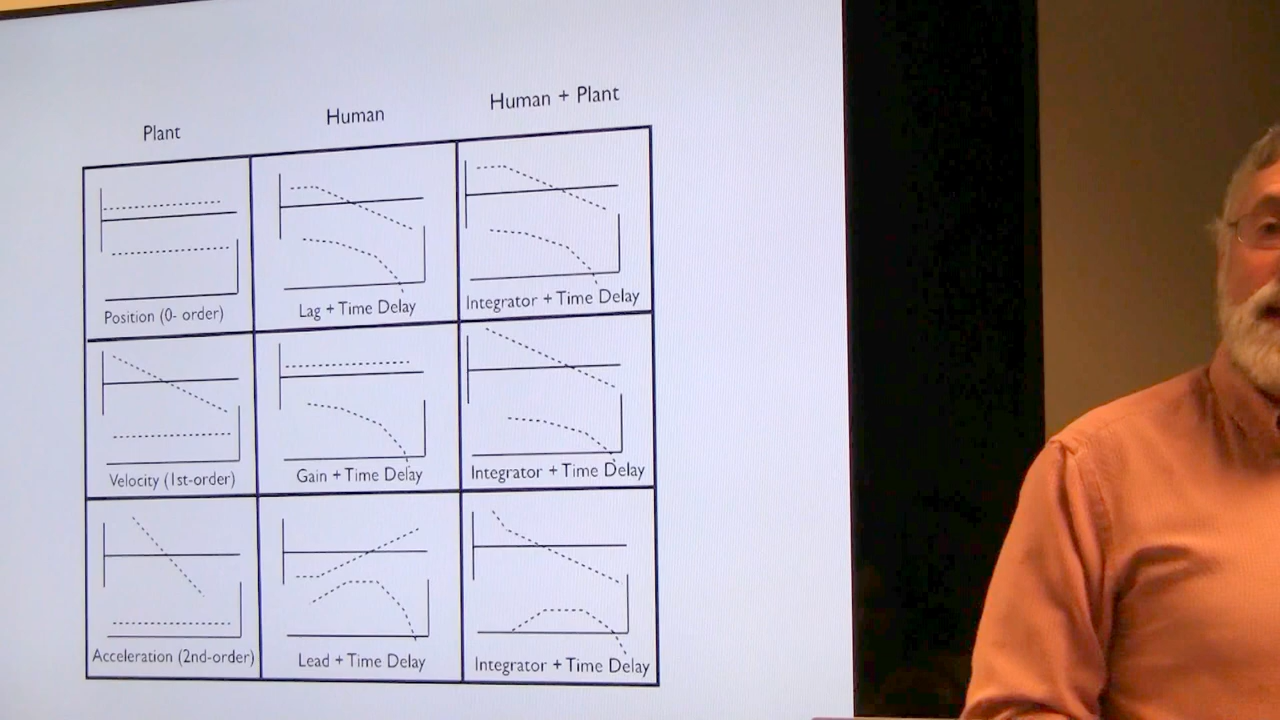 Plant
Human
Human + Plant
Position (0- order)
Lag + Time Delay
Integrator + Time Delay
Velocity (1st-order)
Gain + Time Delay
Integrator + Time Delay
Acceleration (2nd-order)
Lead + Time Delay
Integrator + Time Delay